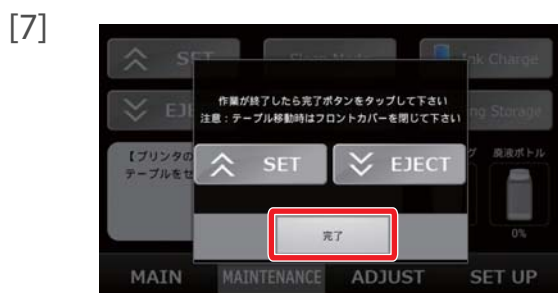 [7]
SET
Ink Charge
EJE
ng Storage
作業が終了したら完了ボタンをタップして下さい
注意：テーブル移動時はフロントカバーを閉じて下さい
【プリンタの
テーブルをセ
SET
EJECT
グ
廃液ボトル
完了
0%
MAIN
MAINTENANCE
ADJUST
SET UP